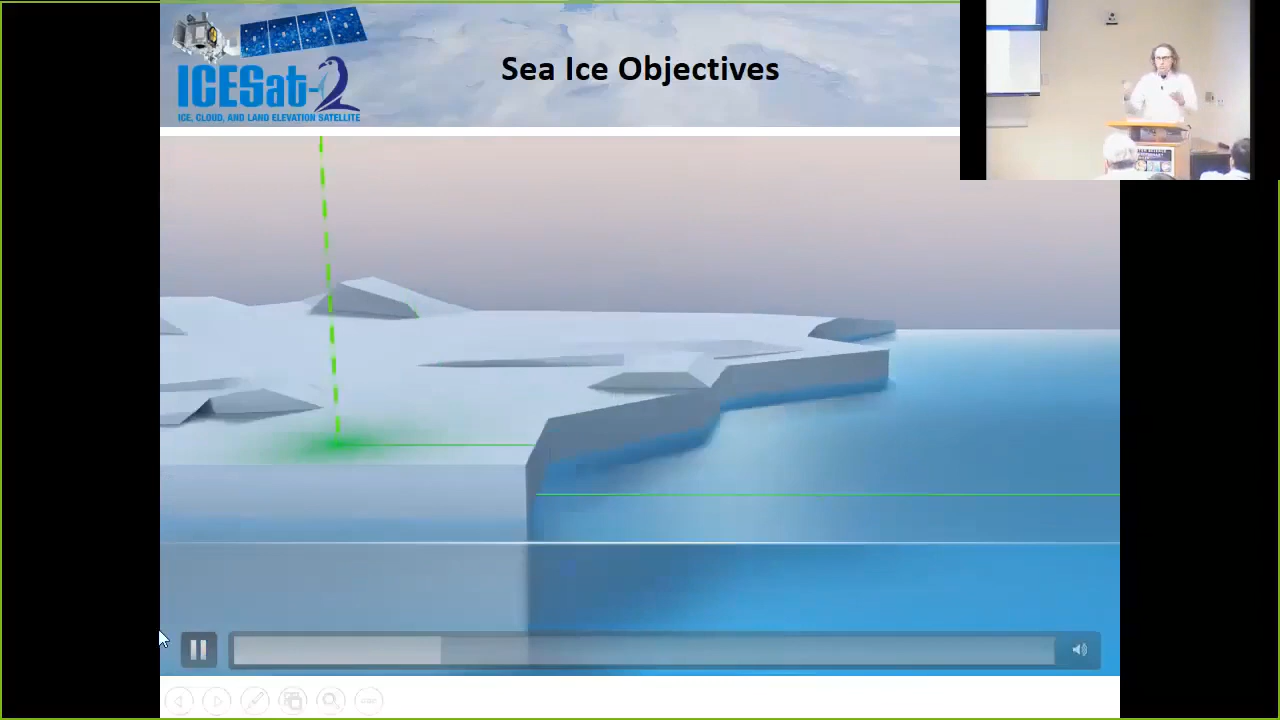 Sea Ice Objectives
ICESat-2
ICE, CLOUD, AND LAND ELEVATION SATELLITE